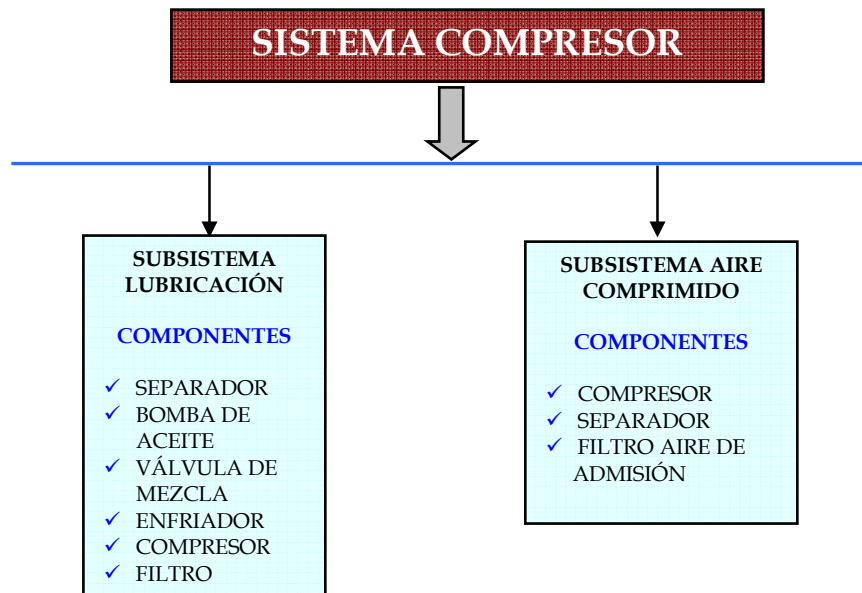 SISTEMA COMPRESOR
SUBSISTEMA
LUBRICACIÓN
COMPONENTES
✓ SEPARADOR
✓ BOMBA DE
ACEITE
✓ VÁLVULA DE
MEZCLA
✓ ENFRIADOR
✓ COMPRESOR
✓ FILTRO
SUBSISTEMA AIRE
COMPRIMIDO
COMPONENTES
✓ COMPRESOR
✓ SEPARADOR
✓ FILTRO AIRE DE
ADMISIÓN